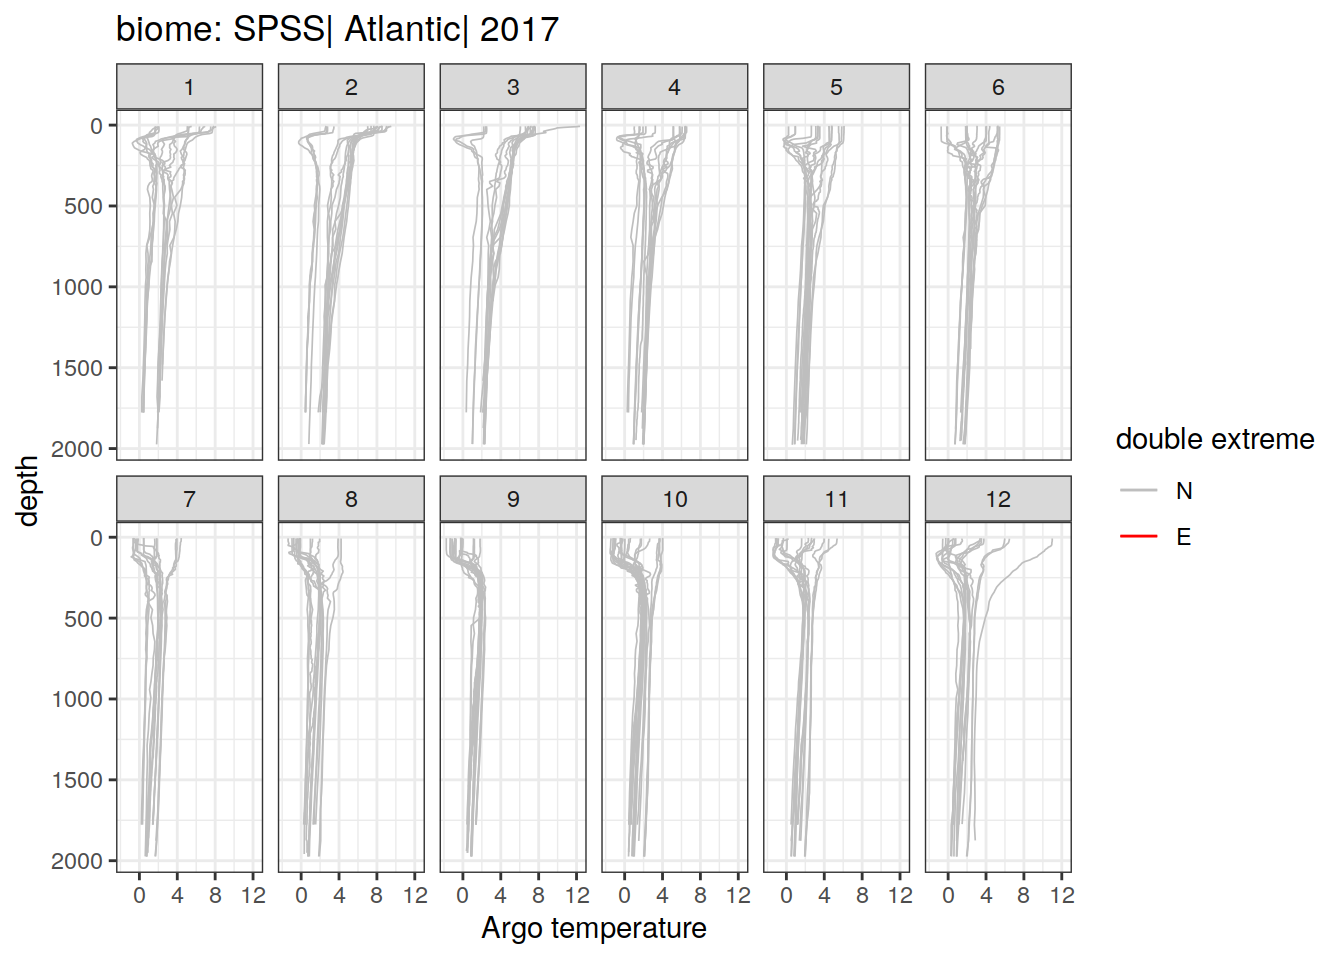 biome: SPSS| Atlantic| 2017
1 2 3 4 5 6
0
500
1000
1500
2000
7 8 9 10 11 12
0
500
1000
1500
2000
0 4 8 12 0 4 8 12 0 4 8 12 0 4 8 12 0 4 8 12 0 4 8 12
Argo temperature
depth
double extreme
N
E